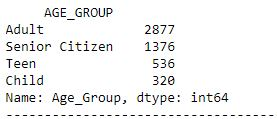 AGE_GROUP
Adult 2877
Senior Citizen 1376
Teen 536
Child 320
Name: Age_Group, dtype: int64
-----------------------------------